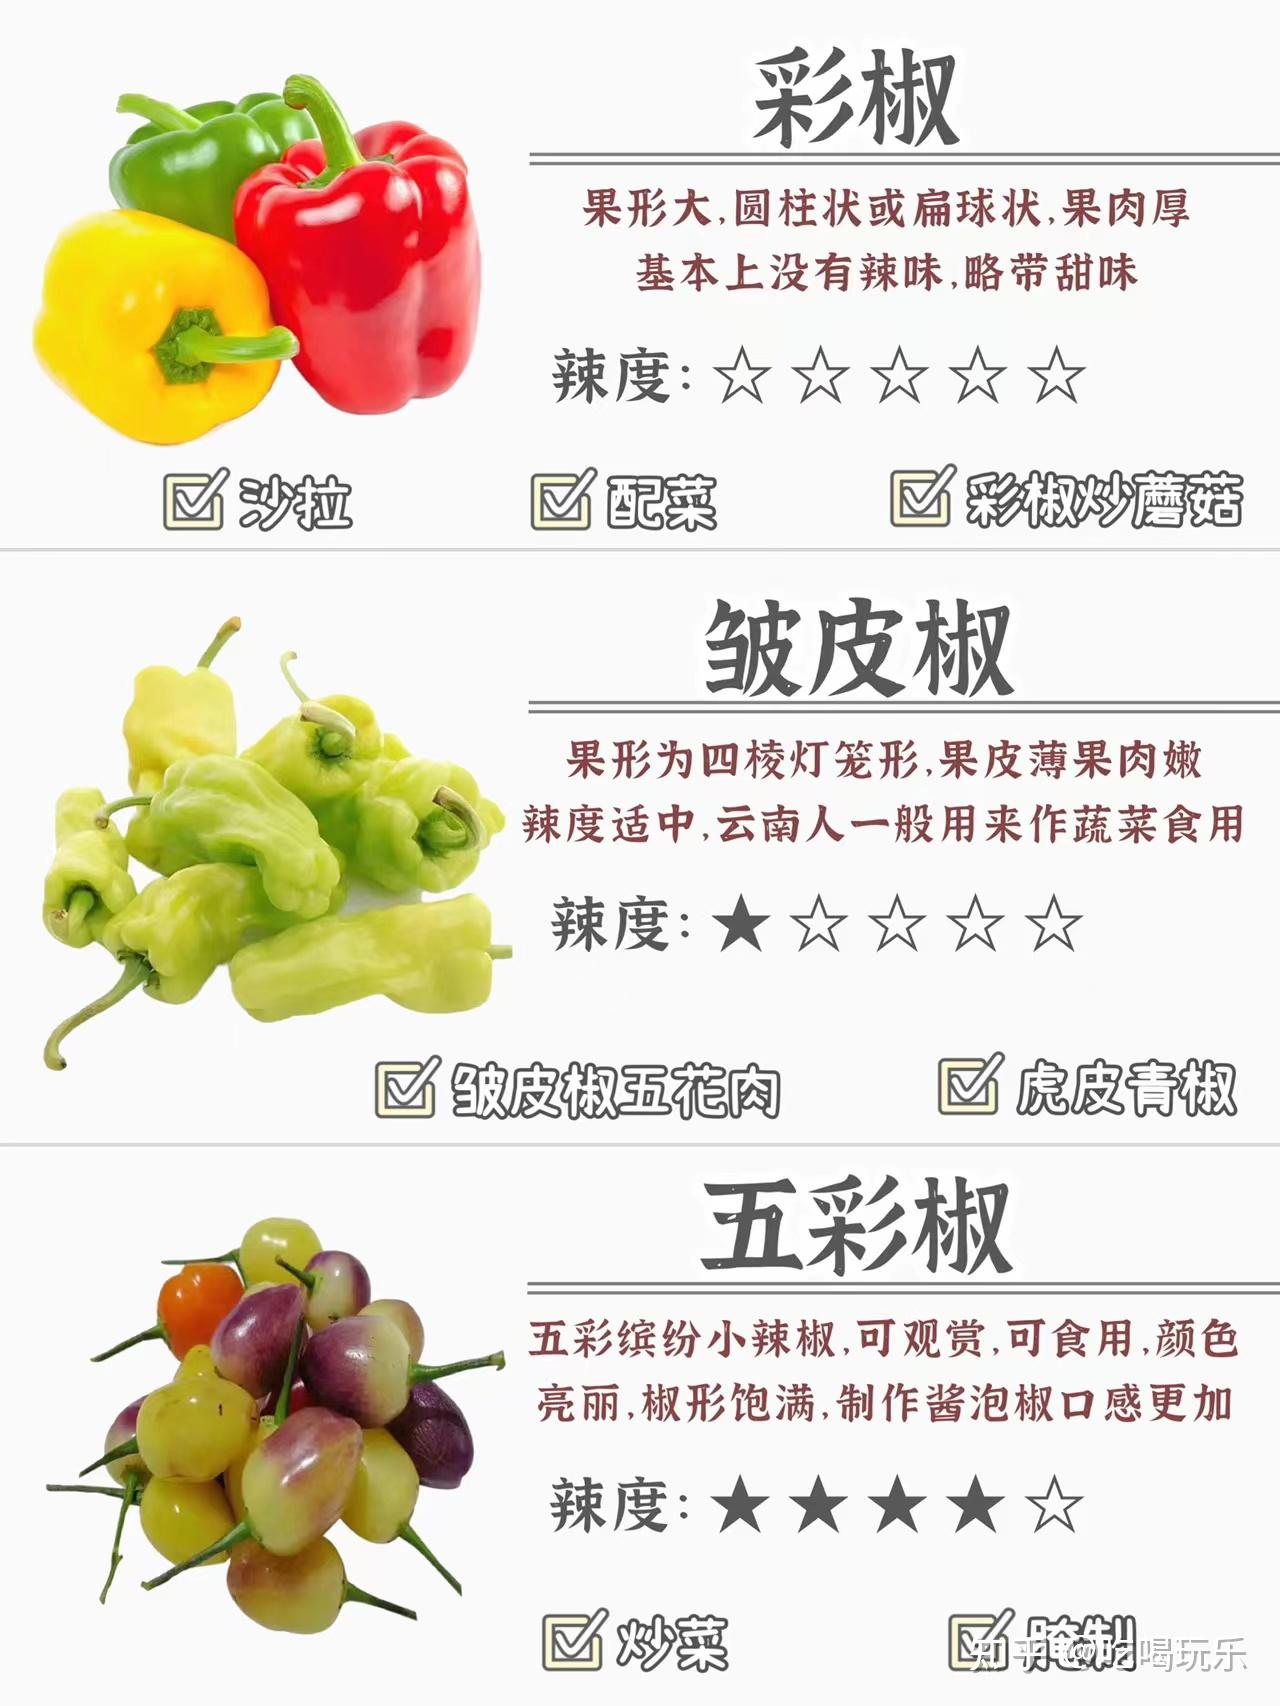 彩椒
果形大,圆柱状或扁球状,果肉厚
基本上没有辣味,略带甜味
辣度:☆☆☆☆☆
沙拉 配菜 彩椒炒蘑菇
皱皮椒
果形为四棱灯笼形,果皮薄果肉嫩
辣度适中,云南人一般用来作蔬菜食用
辣度:★☆☆☆☆
皱皮椒五花肉 虎皮青椒
五彩椒
五彩缤纷小辣椒,可观赏,可食用,颜色
亮丽,椒形饱满,制作酱泡椒口感更加
辣度:★★★★☆
炒菜 腌制
知乎 @吃喝玩乐